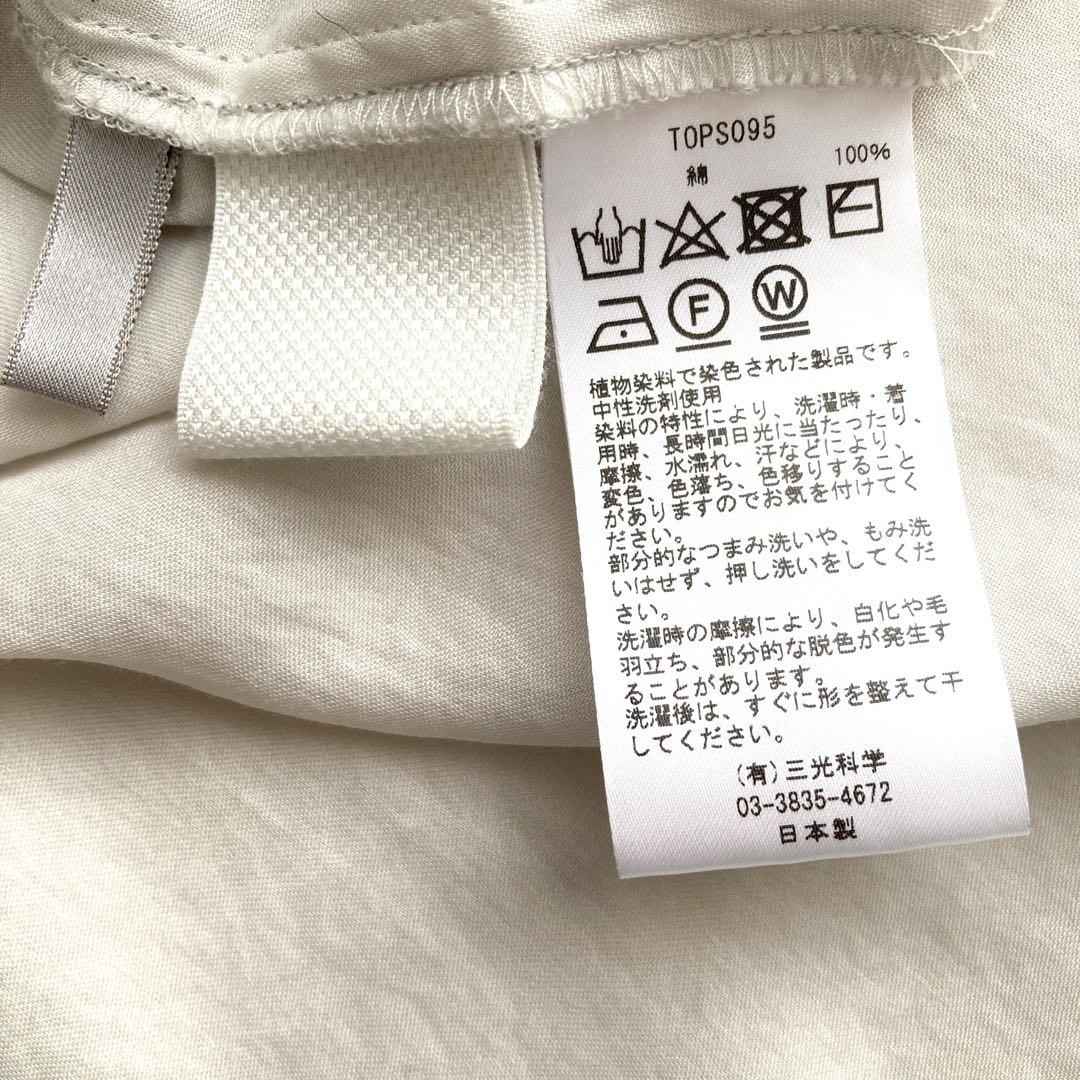 TOPS095
綿 100%
F W
植物染料で染色された製品です。
中性洗剤使用
染料の特性により、洗濯時・着
用時、長時間日光に当たったり、
摩擦、水濡れ、汗などにより、
変色、色落ち、色移りすること
がありますのでお気を付けてく
ださい。
部分的なつまみ洗いや、もみ洗
いはせず、押し洗いをしてくだ
さい。
洗濯時の摩擦により、白化や毛
羽立ち、部分的な脱色が発生す
ることがあります。
洗濯後は、すぐに形を整えて干
してください。
(有)三光科学
03-3835-4672
日本製